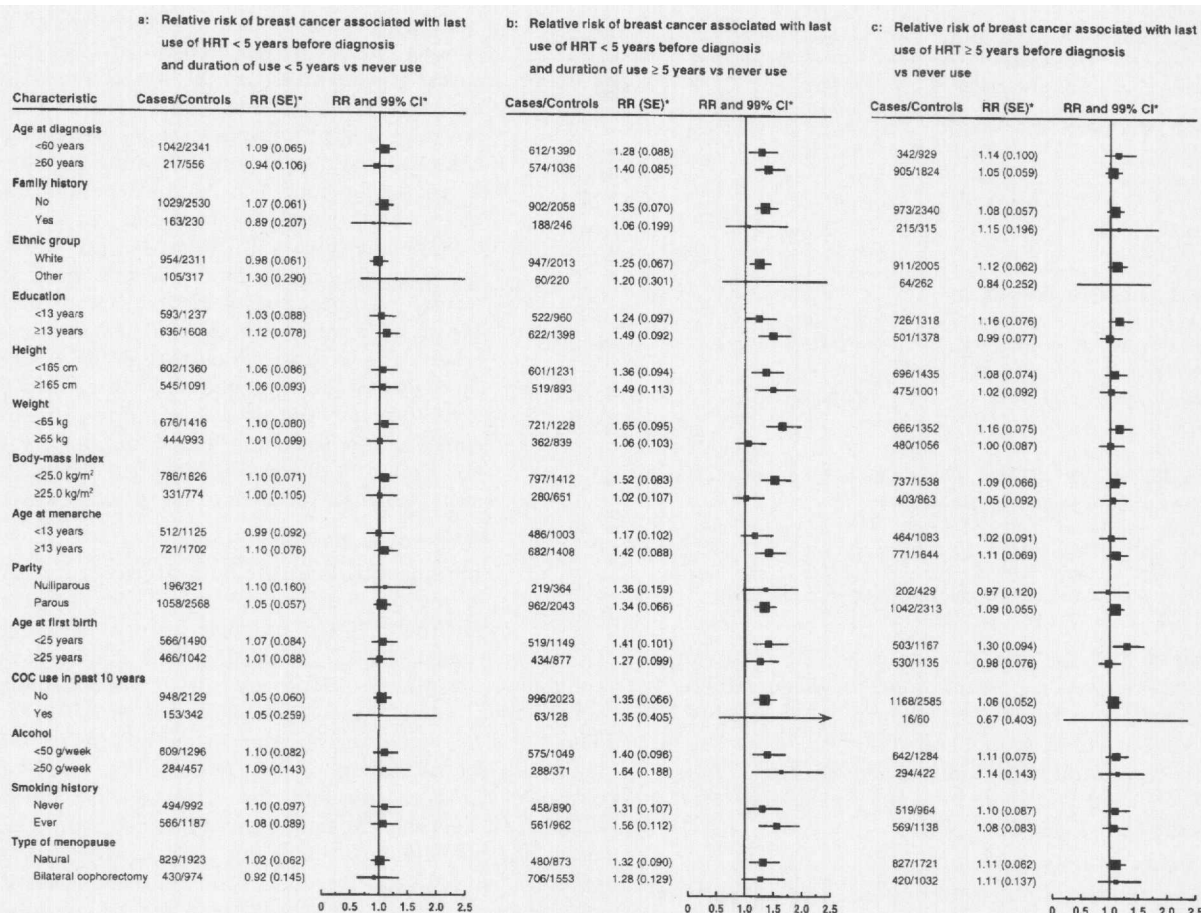 a: Relative risk of breast cancer associated with last
use of HRT < 5 years before diagnosis
and duration of use < 5 years vs never use
b: Relative risk of breast cancer associated with last
use of HRT < 5 years before diagnosis
and duration of use ≥ 5 years vs never use
c: Relative risk of breast cancer associated with last
use of HRT ≥ 5 years before diagnosis
vs never use
Characteristic Cases/Controls RR (SE)* RR and 99% CI* Cases/Controls RR (SE)* RR and 99% CI* Cases/Controls RR (SE)* RR and 99% CI*
Age at diagnosis
<60 years 1042/2341 1.09 (0.065) 612/1390 1.28 (0.088) 342/929 1.14 (0.100)
≥60 years 217/556 0.94 (0.106) 574/1036 1.40 (0.085) 905/1824 1.05 (0.059)
Family history
No 1029/2530 1.07 (0.061) 902/2058 1.35 (0.070) 973/2340 1.08 (0.057)
Yes 163/230 0.89 (0.207) 188/246 1.06 (0.199) 215/315 1.15 (0.196)
Ethnic group
White 954/2311 0.98 (0.061) 947/2013 1.25 (0.067) 911/2005 1.12 (0.062)
Other 105/317 1.30 (0.290) 60/220 1.20 (0.301) 64/262 0.84 (0.252)
Education
<13 years 593/1237 1.03 (0.088) 522/960 1.24 (0.097) 726/1318 1.16 (0.076)
≥13 years 636/1608 1.12 (0.078) 622/1398 1.49 (0.092) 501/1378 0.99 (0.077)
Height
<165 cm 602/1360 1.06 (0.086) 601/1231 1.36 (0.094) 696/1435 1.08 (0.074)
≥165 cm 545/1091 1.06 (0.093) 519/893 1.49 (0.113) 475/1001 1.02 (0.092)
Weight
<65 kg 676/1416 1.10 (0.080) 721/1228 1.65 (0.095) 666/1352 1.16 (0.075)
≥65 kg 444/993 1.01 (0.099) 362/839 1.06 (0.103) 480/1056 1.00 (0.087)
Body-mass index
<25.0 kg/m² 786/1626 1.10 (0.071) 797/1412 1.52 (0.083) 737/1538 1.09 (0.066)
≥25.0 kg/m² 331/774 1.00 (0.105) 280/651 1.02 (0.107) 403/863 1.05 (0.092)
Age at menarche
<13 years 512/1125 0.99 (0.092) 486/1003 1.17 (0.102) 464/1083 1.02 (0.091)
≥13 years 721/1702 1.10 (0.076) 682/1408 1.42 (0.088) 771/1644 1.11 (0.069)
Parity
Nulliparous 196/321 1.10 (0.160) 219/364 1.36 (0.159) 202/429 0.97 (0.120)
Parous 1058/2568 1.05 (0.057) 962/2043 1.34 (0.066) 1042/2313 1.09 (0.055)
Age at first birth
<25 years 566/1490 1.07 (0.084) 519/1149 1.41 (0.101) 503/1167 1.30 (0.094)
≥25 years 466/1042 1.01 (0.088) 434/877 1.27 (0.099) 530/1135 0.98 (0.076)
COC use in past 10 years
No 948/2129 1.05 (0.060) 996/2023 1.35 (0.066) 1168/2585 1.06 (0.052)
Yes 153/342 1.05 (0.259) 63/128 1.35 (0.405) 16/60 0.67 (0.403)
Alcohol
<50 g/week 609/1296 1.10 (0.082) 575/1049 1.40 (0.096) 642/1284 1.11 (0.075)
≥50 g/week 284/457 1.09 (0.143) 288/371 1.64 (0.188) 294/422 1.14 (0.143)
Smoking history
Never 494/992 1.10 (0.097) 458/890 1.31 (0.107) 519/964 1.10 (0.087)
Ever 566/1187 1.08 (0.089) 561/962 1.56 (0.112) 569/1138 1.08 (0.083)
Type of menopause
Natural 829/1923 1.02 (0.062) 480/873 1.32 (0.090) 827/1721 1.11 (0.062)
Bilateral oophorectomy 430/974 0.92 (0.145) 706/1553 1.28 (0.129) 420/1032 1.11 (0.137)
0 0.5 1.0 1.5 2.0 2.5 0 0.5 1.0 1.5 2.0 2.5 0 0.5 1.0 1.5 2.0 2.5